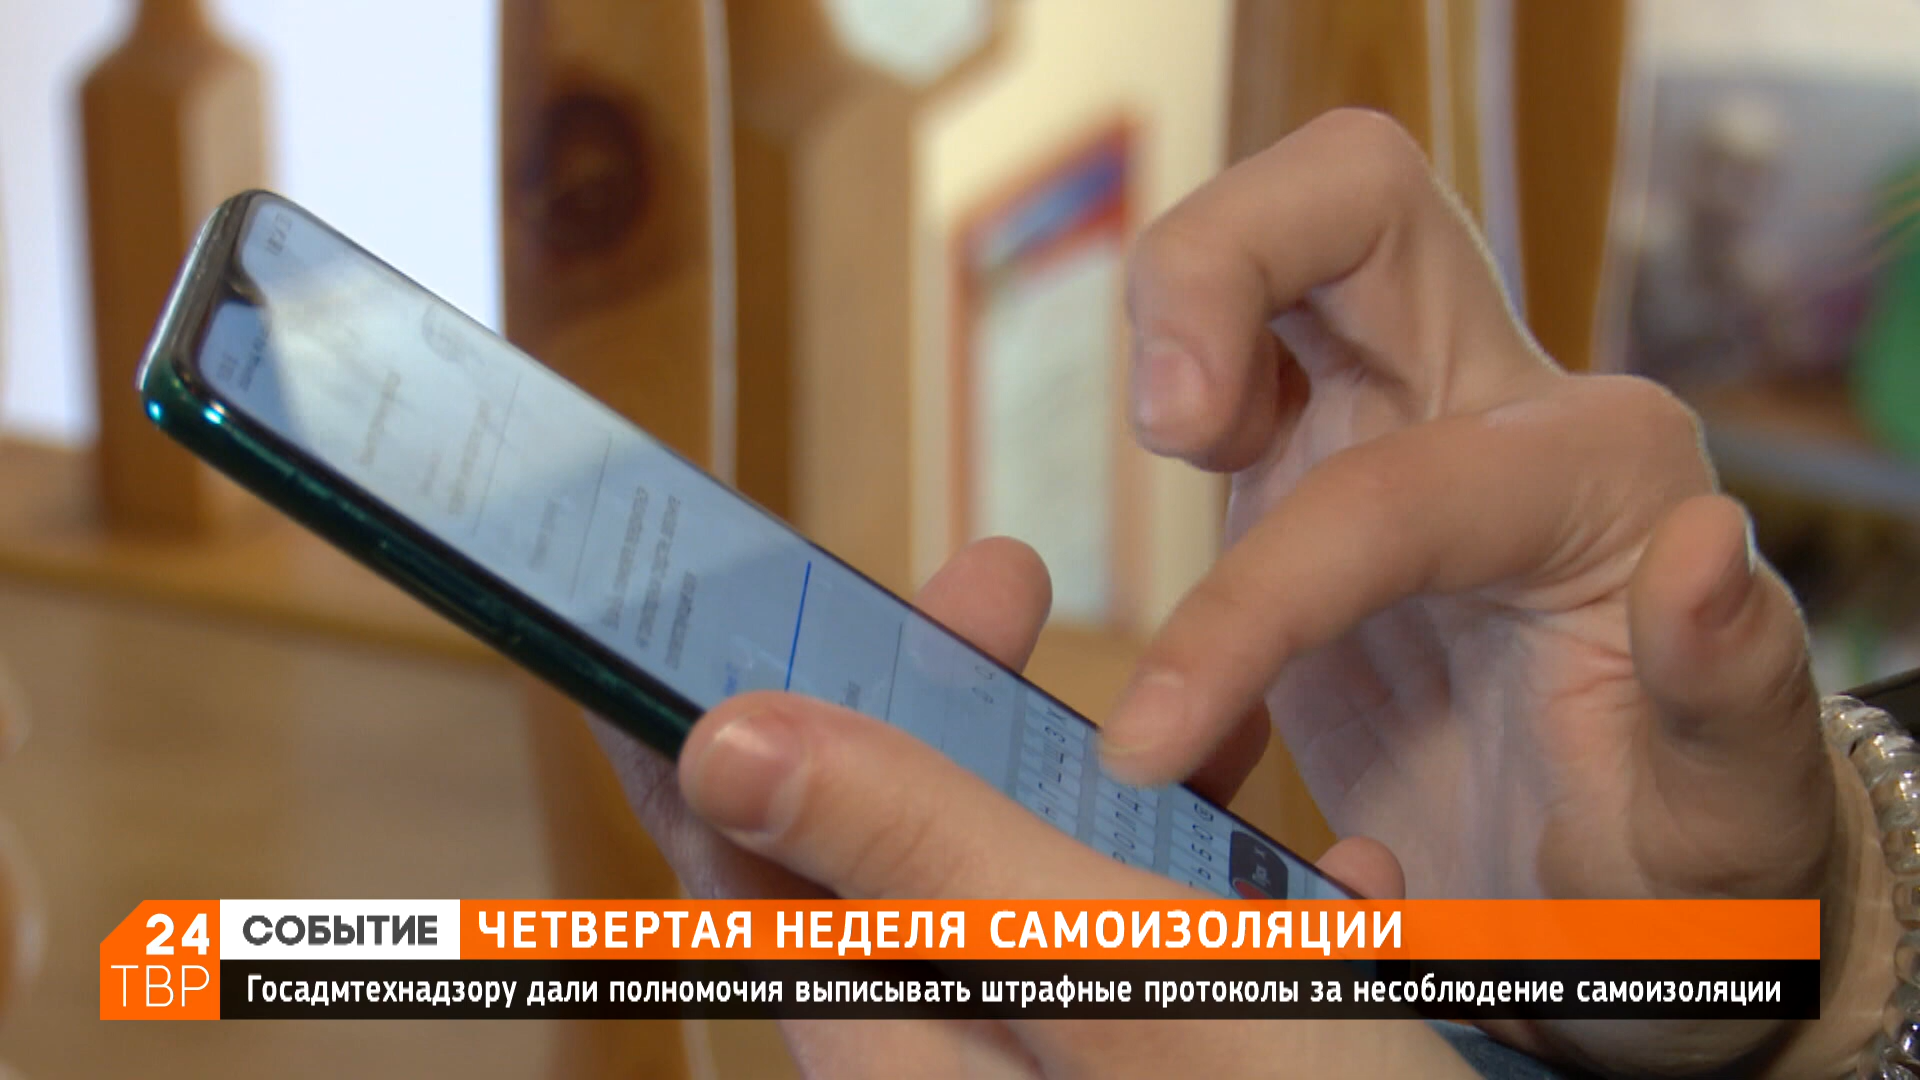 24
ТВР
СОБЫТИЕ
ЧЕТВЕРТАЯ НЕДЕЛЯ САМОИЗОЛЯЦИИ
Госадмтехнадзору дали полномочия выписывать штрафные протоколы за несоблюдение самоизоляции